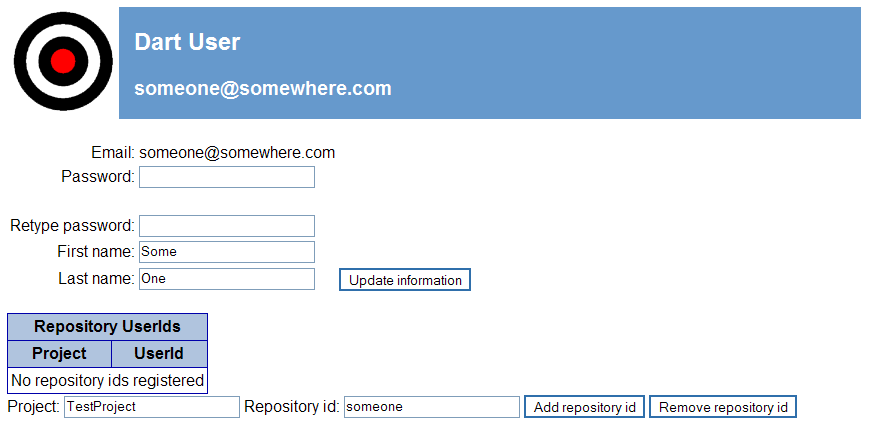 Dart User
someone@somewhere.com
Email: someone@somewhere.com
Password:
Retype password:
First name: Some
Last name: One Update information
Repository UserIds
Project UserId
No repository ids registered
Project: TestProject Repository id: someone Add repository id Remove repository id